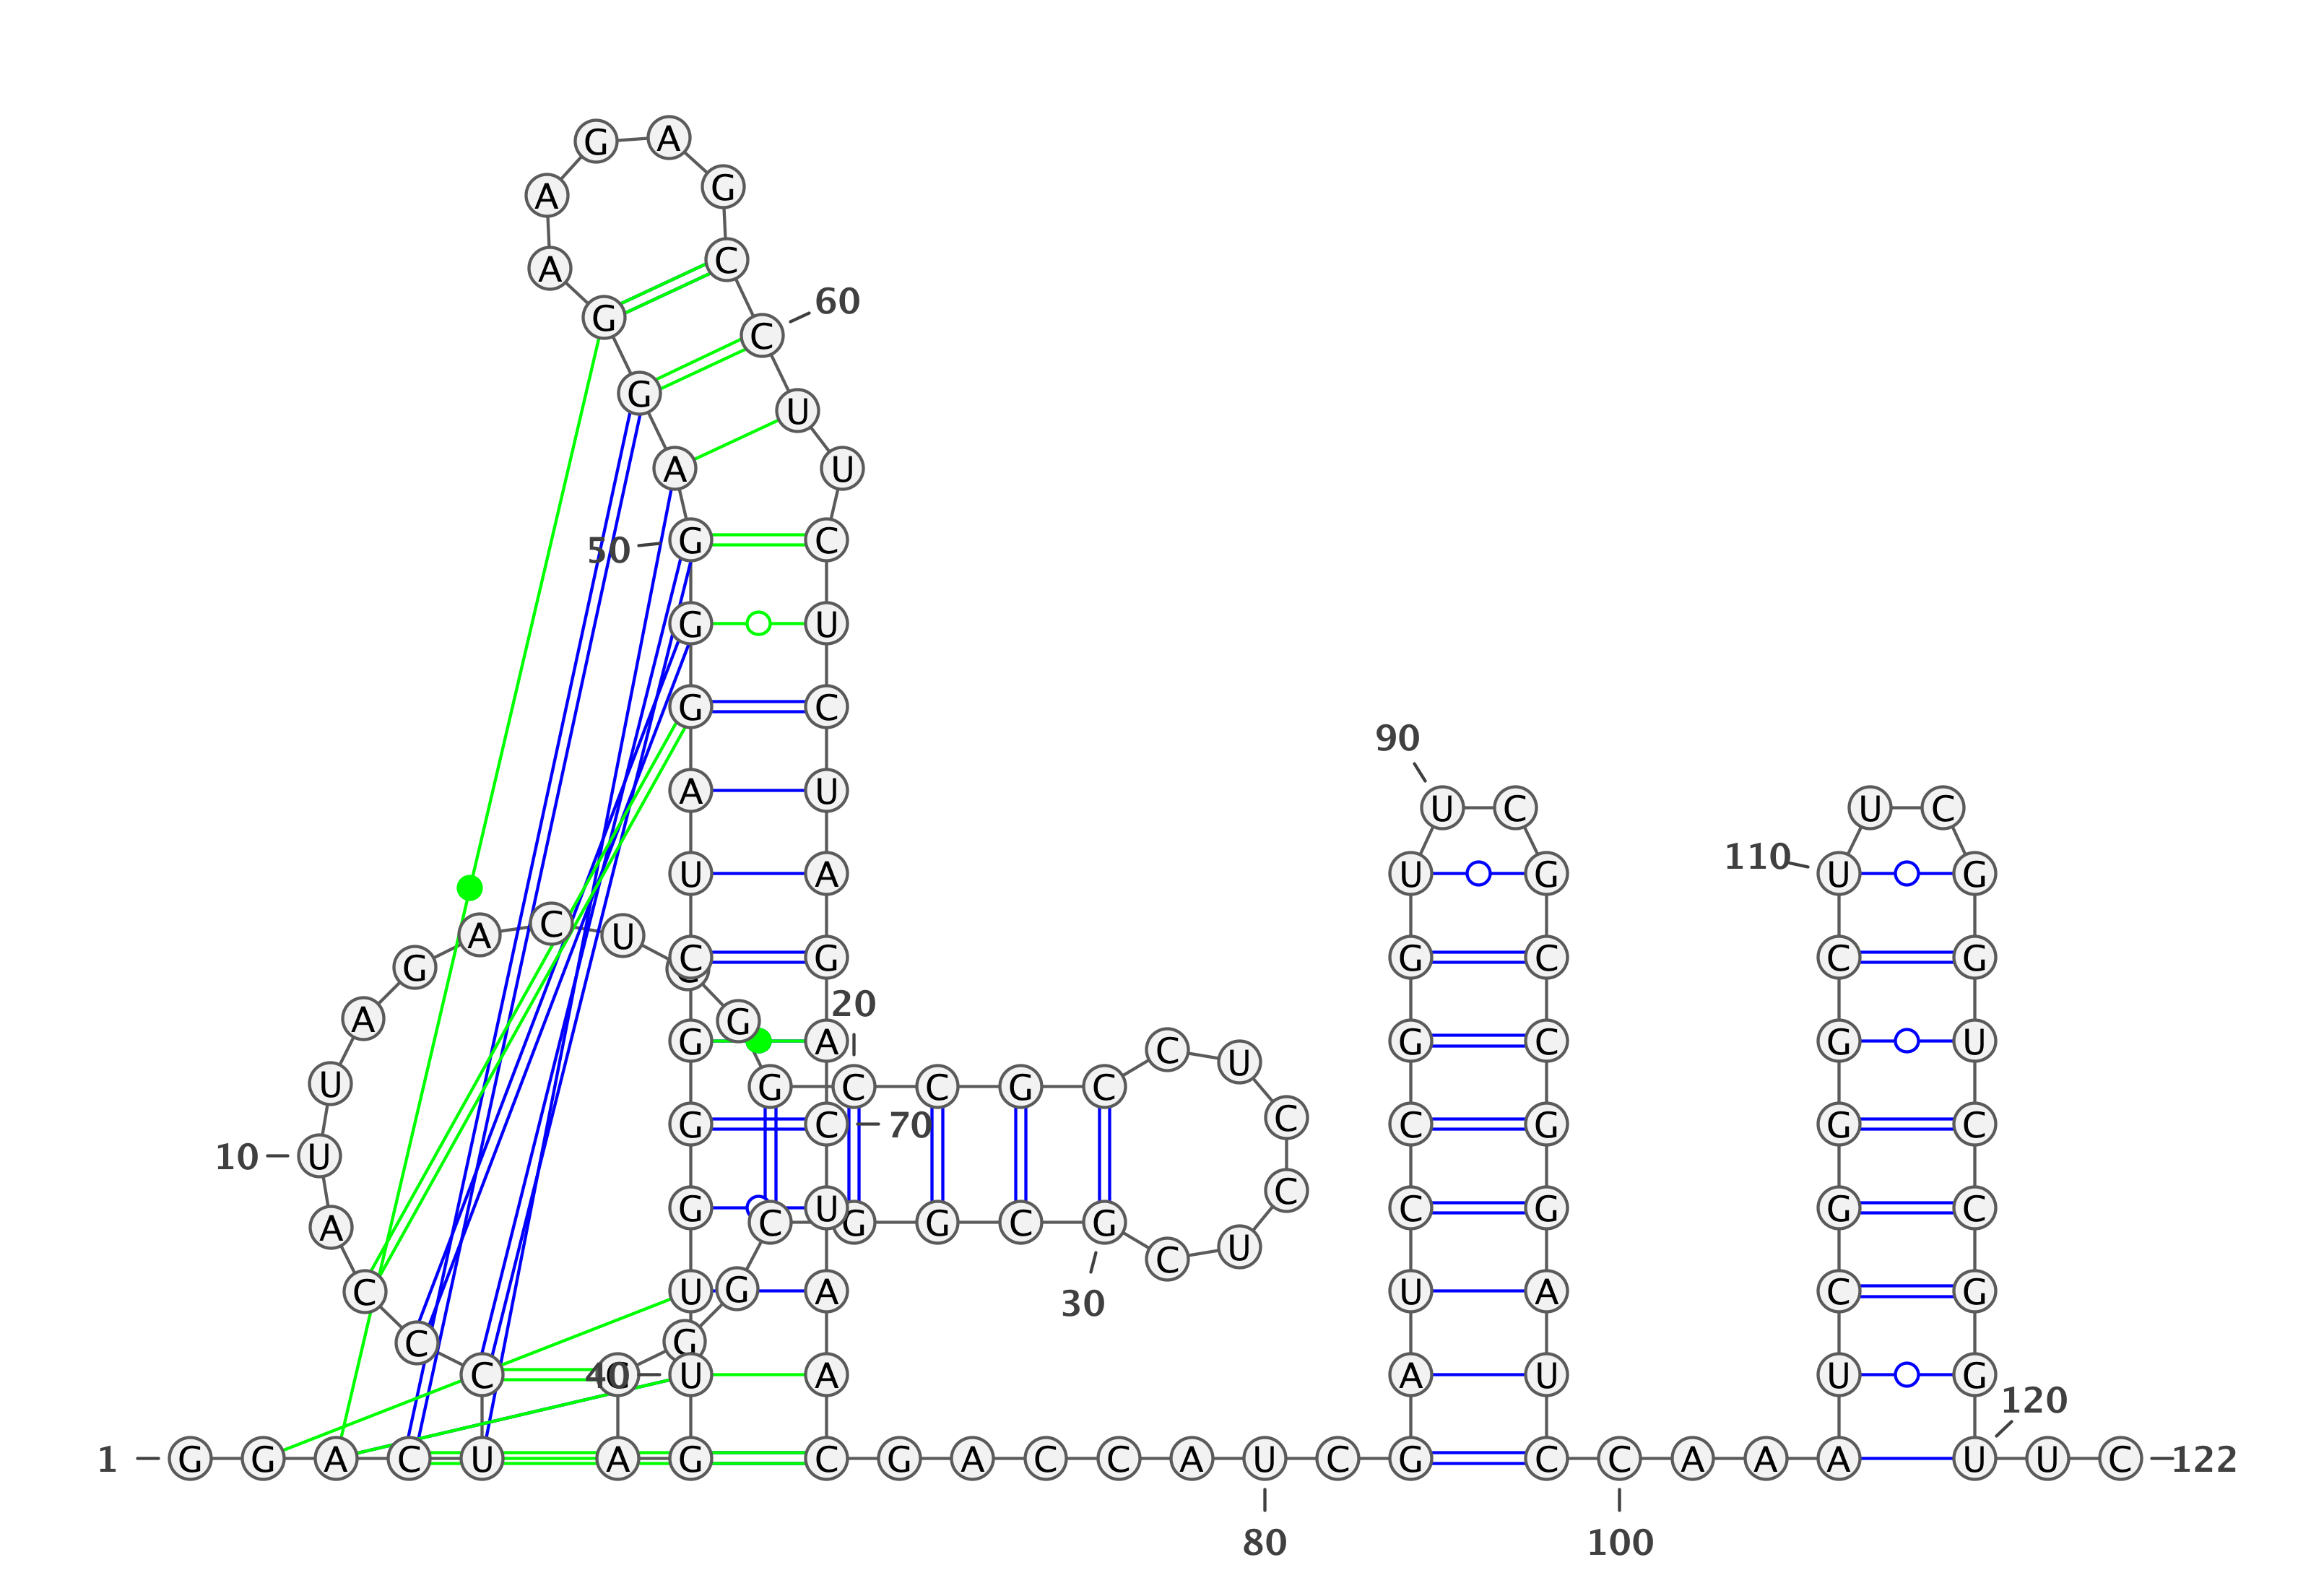 G A
A G
A C
60
G C
G U
A U
50 G C
G U
G C
90
A U
U C U C
110
U A U G U G
A C U
G C G G C C G
20
A G
G A G C G U
C U
U G C C G C
C
G C 70 C G G C
10 U
C
G U C G G C
A C G G C G
C U
C U G A U A C G
30
C G
C 40 U A A U U G
120
1 G G A C U A G C G A C C A U C G C C A A A U U C 122
80 100